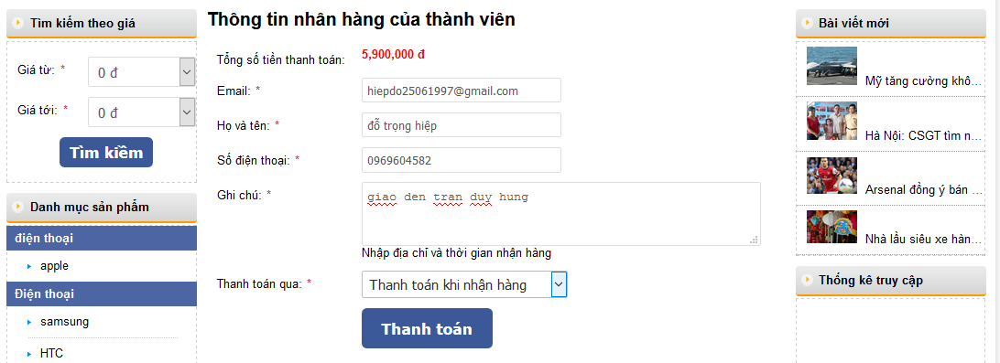 Tìm kiếm theo giá
Giá từ: *
0 đ
Giá tới: *
0 đ
Tìm kiếm
Danh mục sản phẩm
điện thoại
apple
Điện thoại
samsung
HTC
Thông tin nhân hàng của thành viên
Tổng số tiền thanh toán: 5,900,000 đ
Email: * hiepdo25061997@gmail.com
Họ và tên: * đỗ trọng hiệp
Số điện thoại: * 0969604582
Ghi chú: * giao den tran duy hung
Nhập địa chỉ và thời gian nhận hàng
Thanh toán qua: * Thanh toán khi nhận hàng
Thanh toán
Bài viết mới
Mỹ tăng cường khô...
Hà Nội: CSGT tìm n...
Arsenal đồng ý bán ...
Nhà lầu siêu xe hàn...
Thống kê truy cập